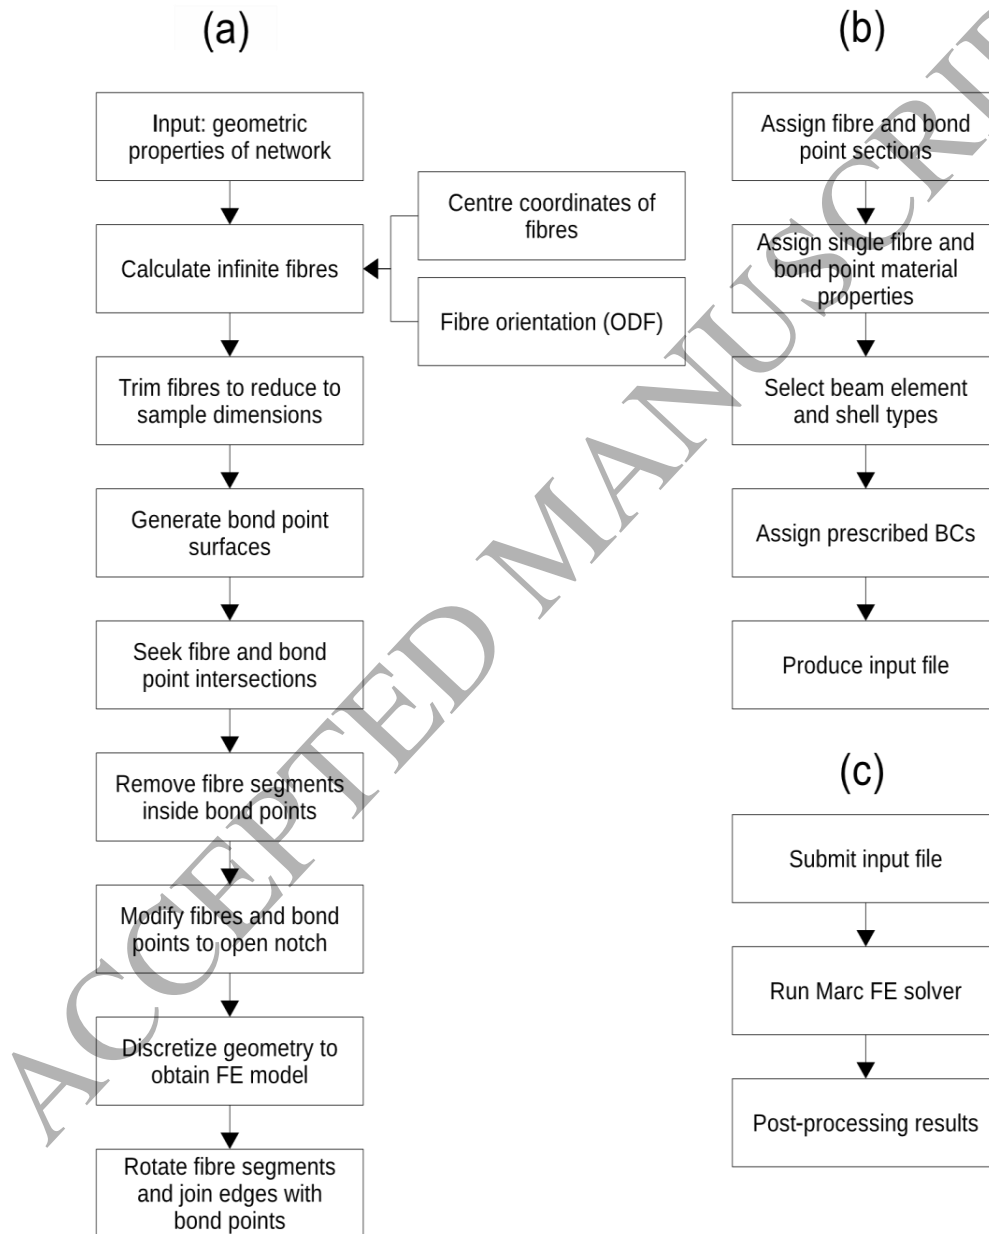 (a)
Input: geometric
properties of network
Calculate infinite fibres
Centre coordinates of
fibres
Fibre orientation (ODF)
Trim fibres to reduce to
sample dimensions
Generate bond point
surfaces
Seek fibre and bond
point intersections
Remove fibre segments
inside bond points
Modify fibres and bond
points to open notch
Discretize geometry to
obtain FE model
Rotate fibre segments
and join edges with
bond points
(b)
Assign fibre and bond
point sections
Assign single fibre and
bond point material
properties
Select beam element
and shell types
Assign prescribed BCs
Produce input file
(c)
Submit input file
Run Marc FE solver
Post-processing results
ACCEPTED MANUSCRI